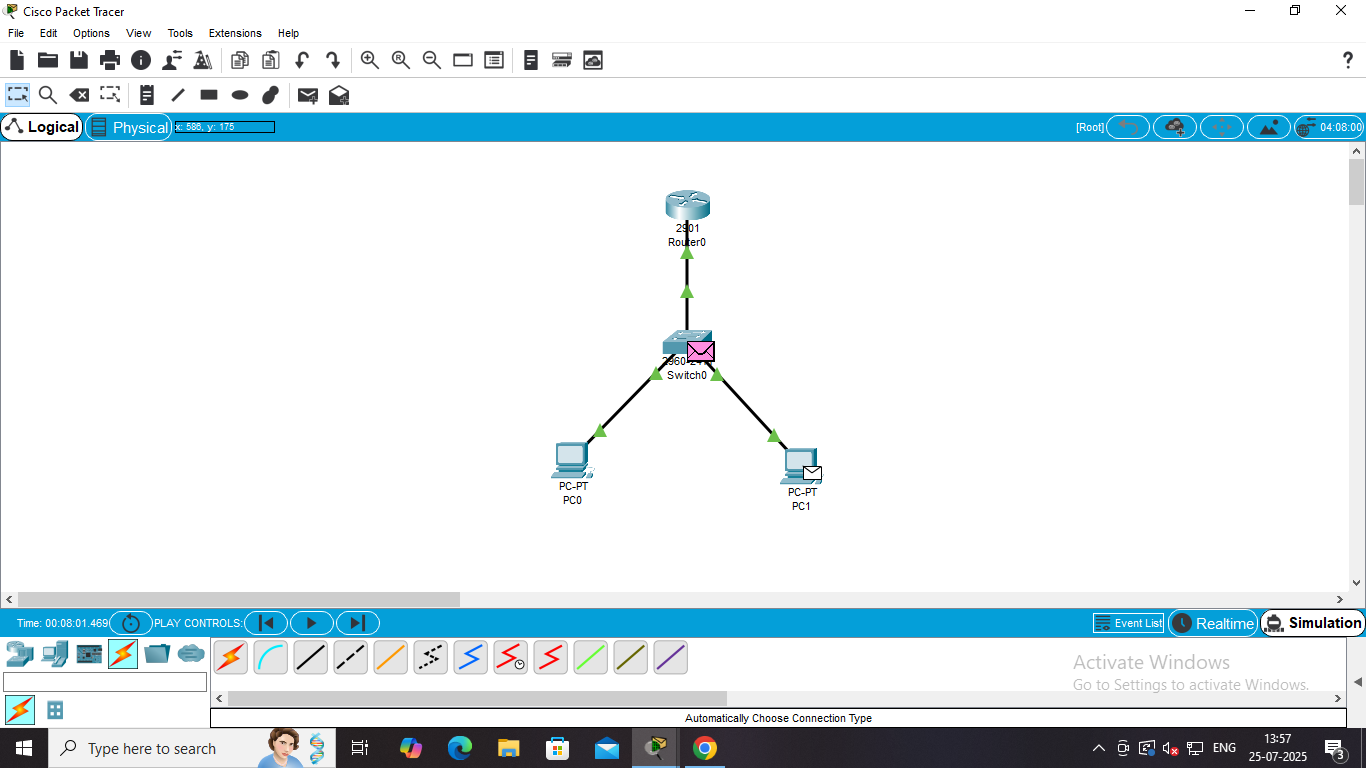 Cisco Packet Tracer
File Edit Options View Tools Extensions Help
Logical Physical x: 586, y: 175 [Root] 04:08:00
2901
Router0
Switch0
PC-PT
PC0
PC-PT
PC1
Time: 00:08:01.469 PLAY CONTROLS: Event List Realtime Simulation
Activate Windows
Go to Settings to activate Windows.
Automatically Choose Connection Type
Type here to search
ENG
13:57
25-07-2025
3